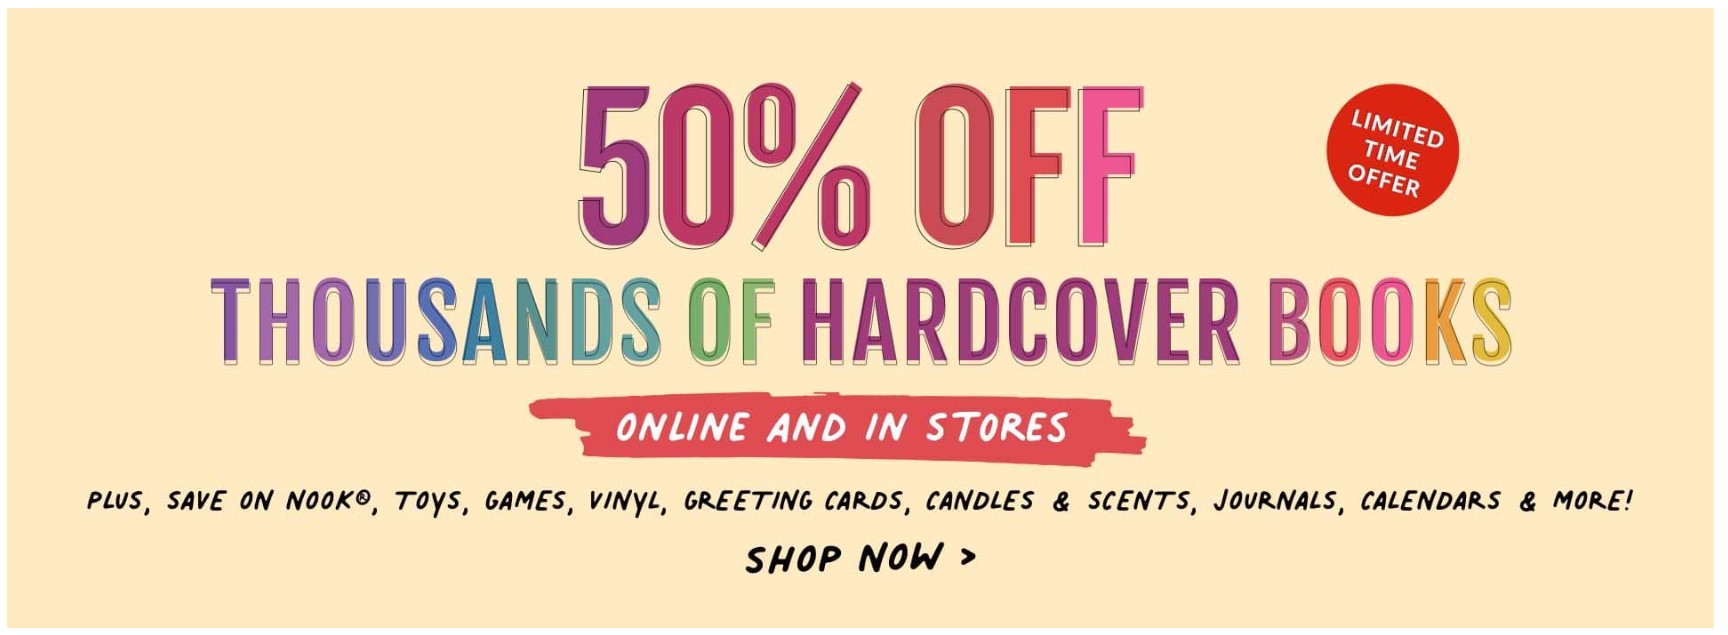 50% OFF
LIMITED
TIME
OFFER
THOUSANDS OF HARDCOVER BOOKS
ONLINE AND IN STORES
PLUS, SAVE ON NOOK®, TOYS, GAMES, VINYL, GREETING CARDS, CANDLES & SCENTS, JOURNALS, CALENDARS & MORE!
SHOP NOW >